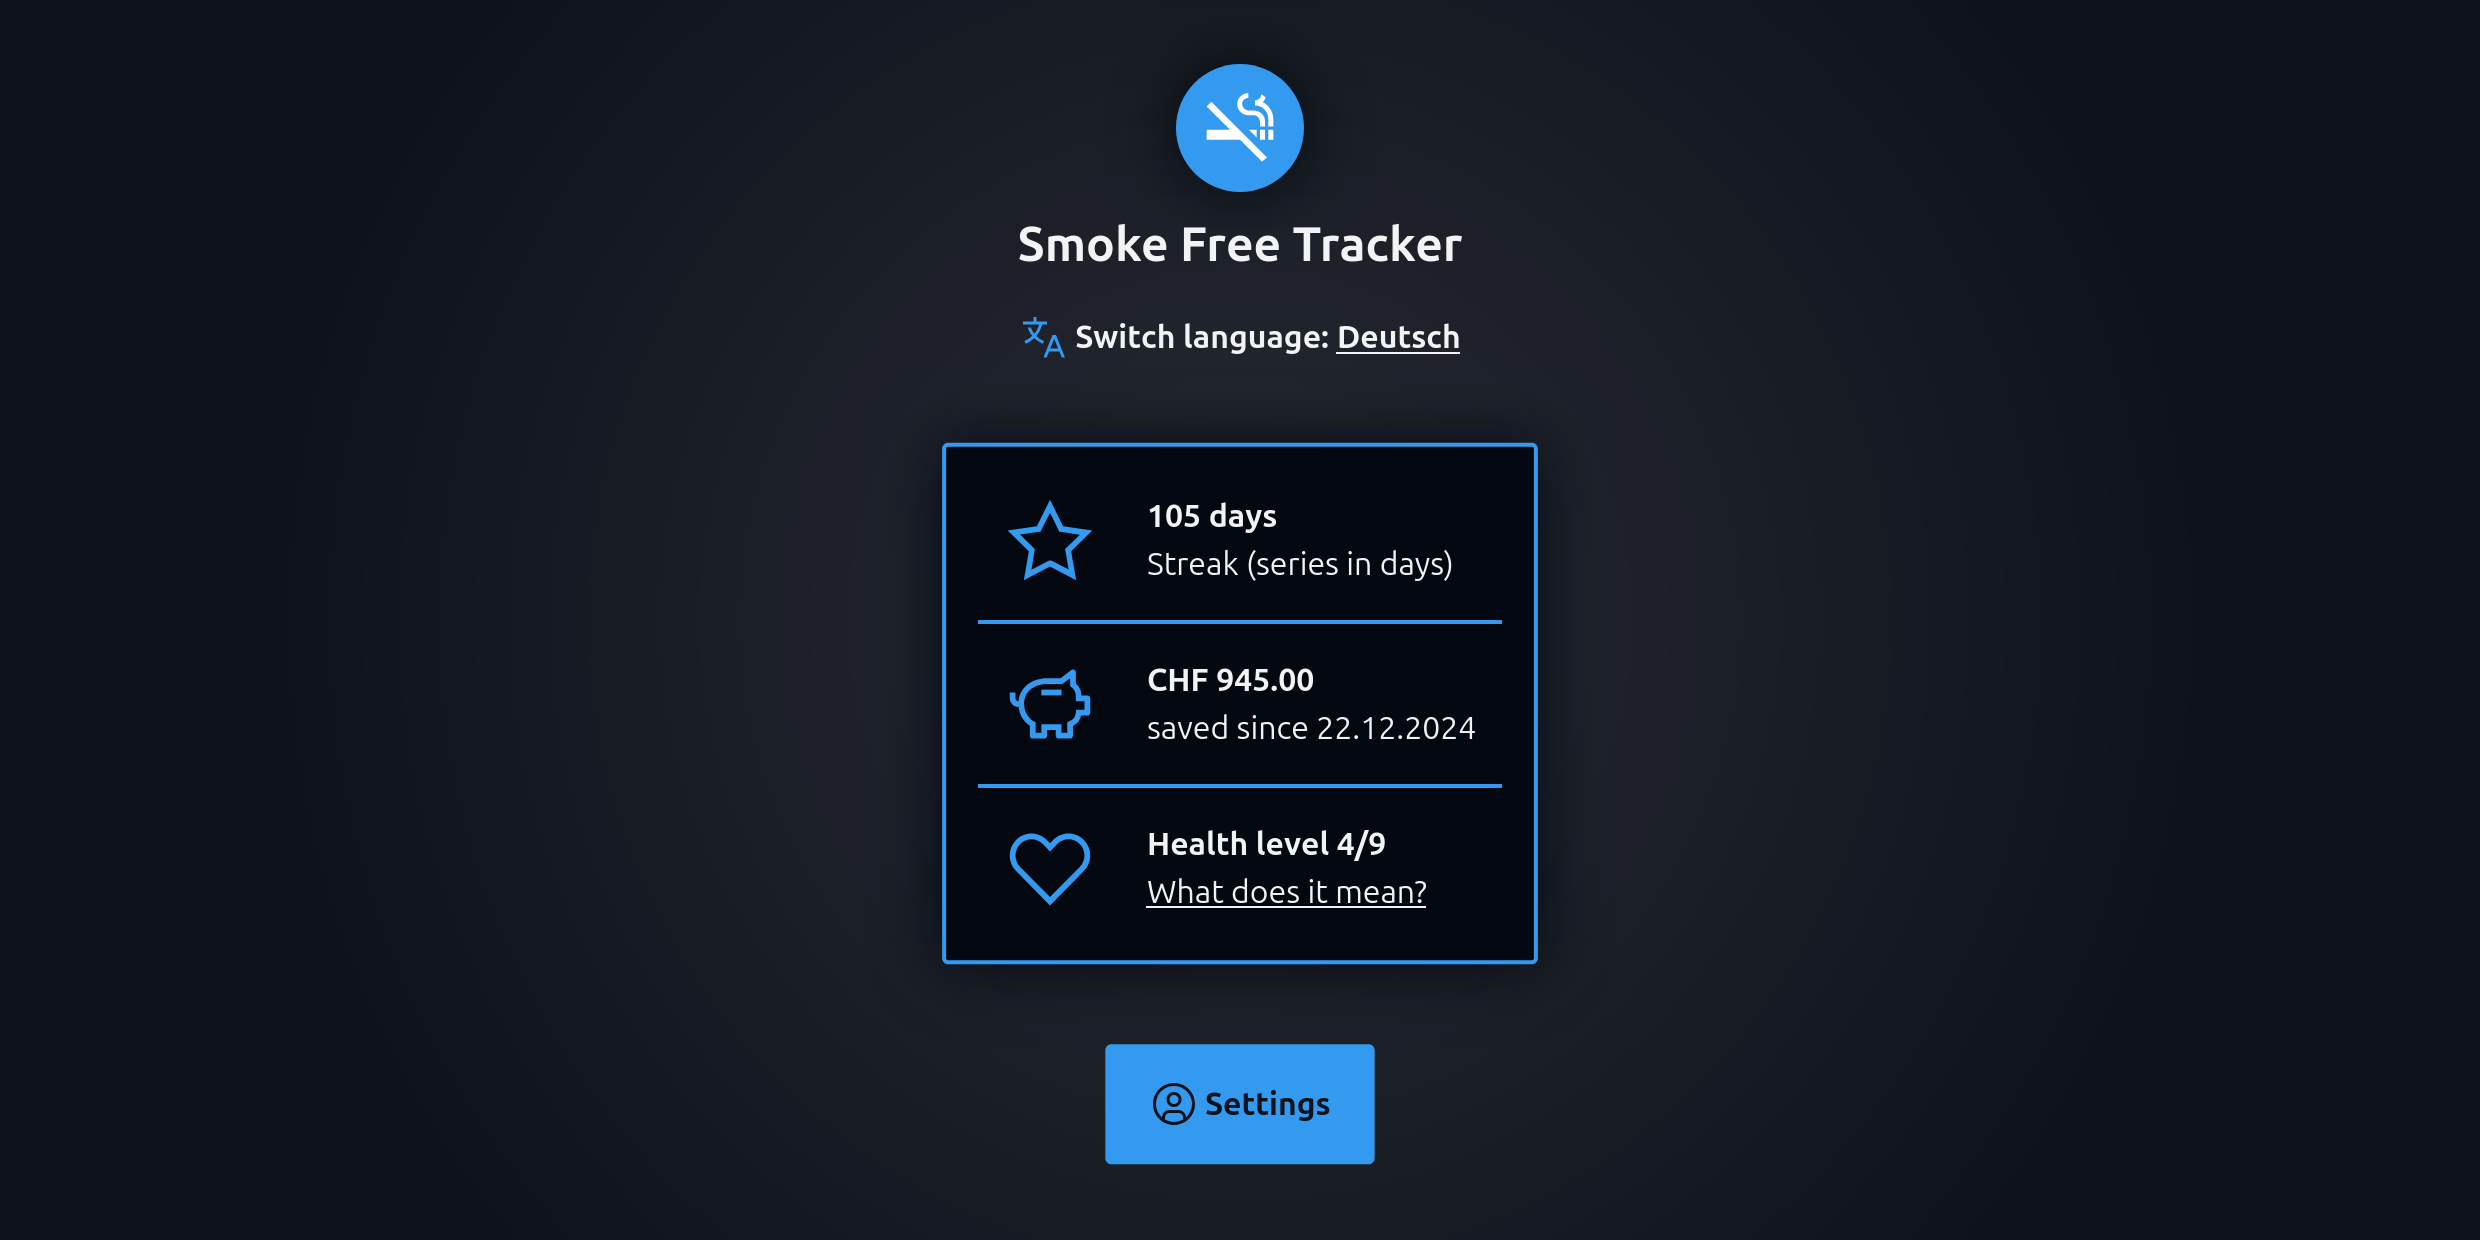 Smoke Free Tracker
Switch language: Deutsch
105 days
Streak (series in days)
CHF 945.00
saved since 22.12.2024
Health level 4/9
What does it mean?
Settings